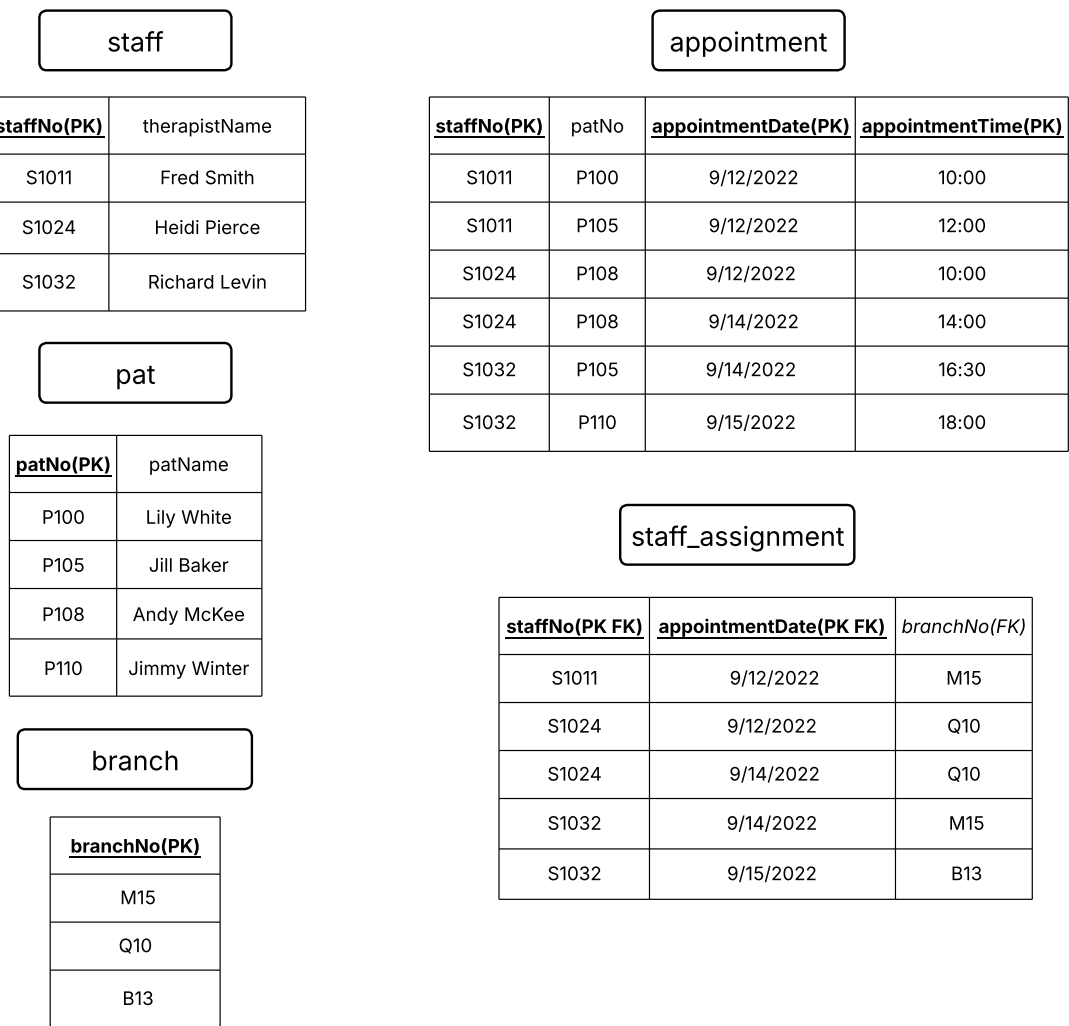 staff
staffNo(PK) therapistName
S1011 Fred Smith
S1024 Heidi Pierce
S1032 Richard Levin
pat
patNo(PK) patName
P100 Lily White
P105 Jill Baker
P108 Andy McKee
P110 Jimmy Winter
branch
branchNo(PK)
M15
Q10
B13
appointment
staffNo(PK) patNo appointmentDate(PK) appointmentTime(PK)
S1011 P100 9/12/2022 10:00
S1011 P105 9/12/2022 12:00
S1024 P108 9/12/2022 10:00
S1024 P108 9/14/2022 14:00
S1032 P105 9/14/2022 16:30
S1032 P110 9/15/2022 18:00
staff_assignment
staffNo(PK FK) appointmentDate(PK FK) branchNo(FK)
S1011 9/12/2022 M15
S1024 9/12/2022 Q10
S1024 9/14/2022 Q10
S1032 9/14/2022 M15
S1032 9/15/2022 B13